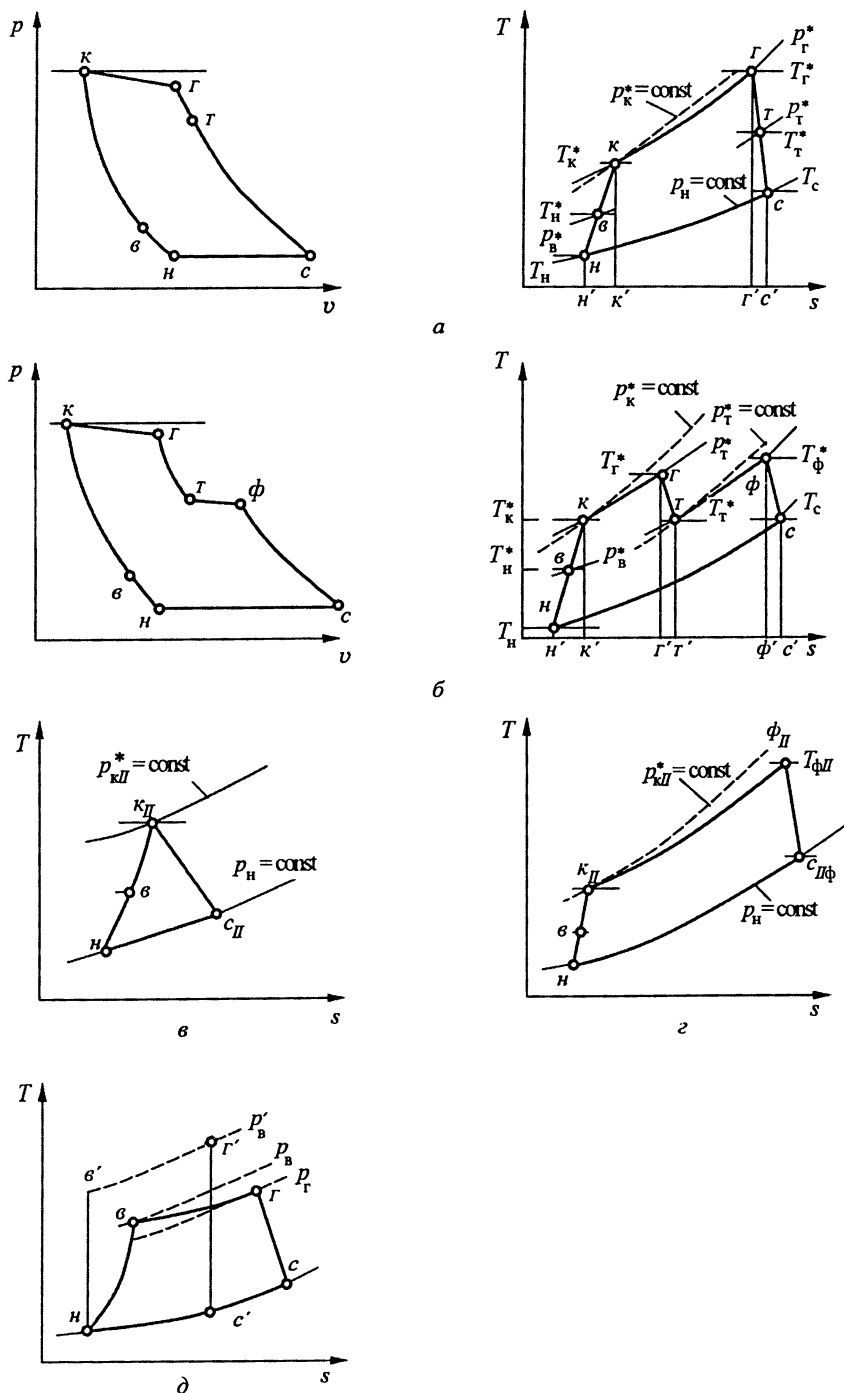 p
к
г
т
в
н
с
υ
T
г
p*г
T*г
p*к = const
p*т
T*т
т
T*к
к
pн = const
Tс
T*н
в
с
p*в
Tн
н
н′ к′ г′ с′ s
а
p
к
г
т
ф
в
н
с
υ
T
p*к = const
p*т = const
T*г
г
p*т
T*ф
ф
T*к
к
т
Tт*
Tс
с
T*н
в
p*в
н
Tн
н′ к′ г′ т′ ф′ с′ s
б
T
p*кII = const
кII
pн = const
в
н
сII
s
в
T
фII
TфII
p*кII = const
кII
сIIф
в
pн = const
н
s
г
T
p′в
г′
в′
pв
pг
в
г
с
н
с′
s
д